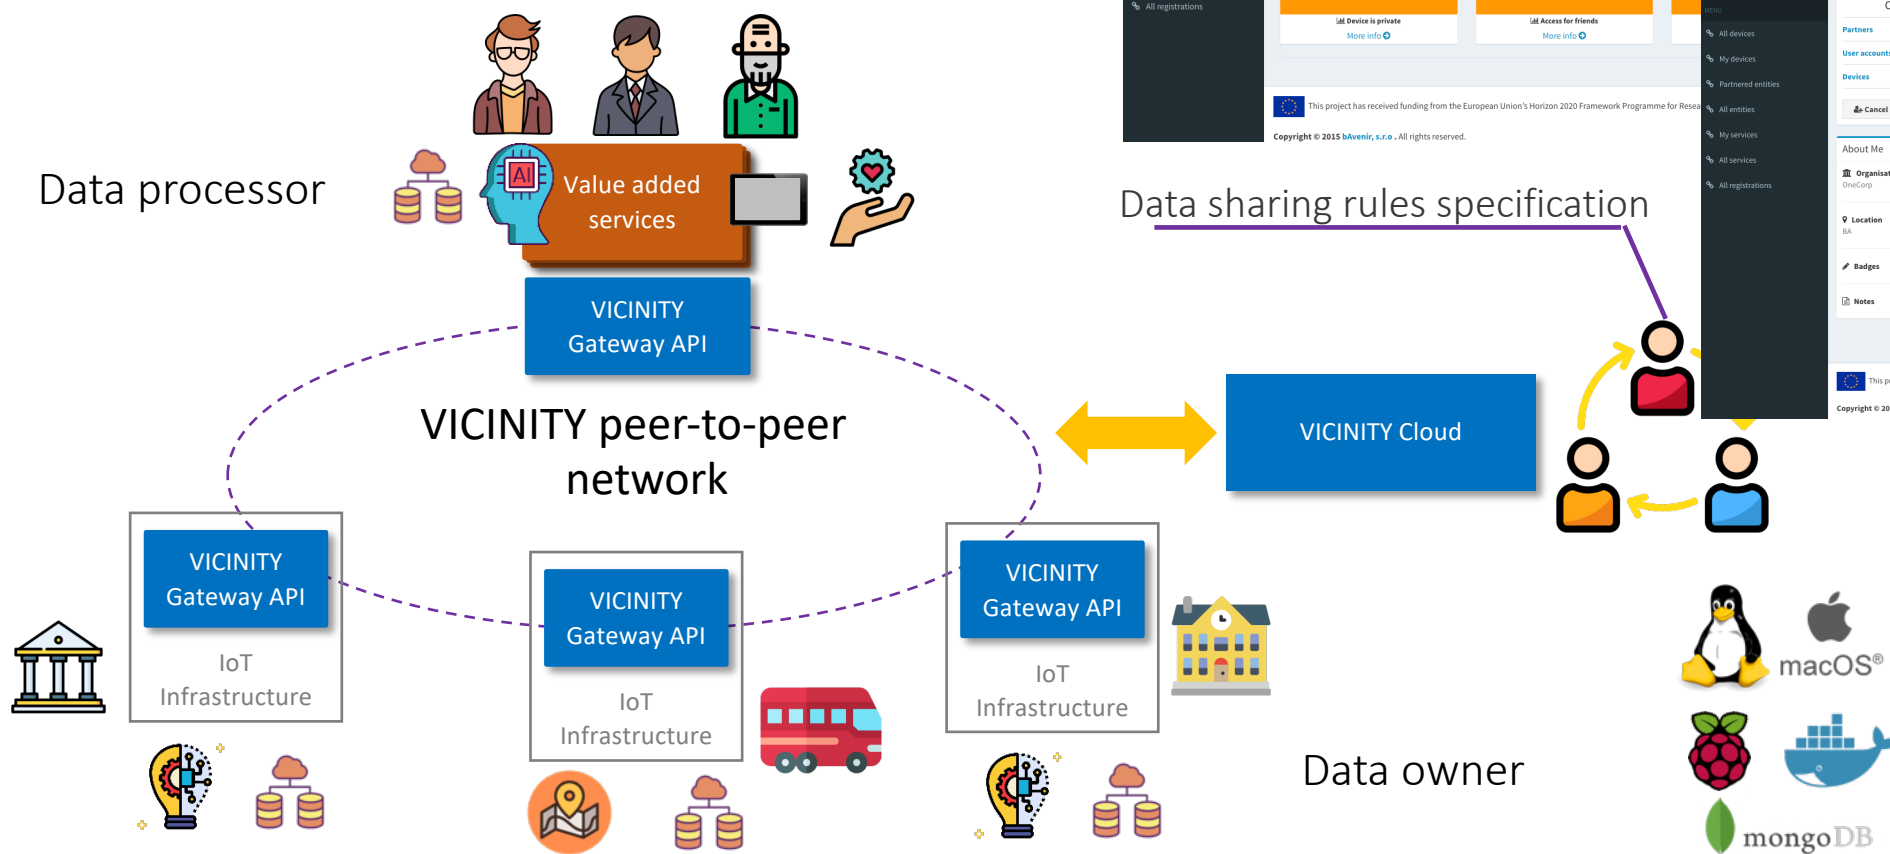 All registrations
Device is private
More info
Access for friends
More info
This project has received funding from the European Union's Horizon 2020 Framework Programme for
Copyright © 2015 bAvenir, s.r.o . All rights reserved.
MENU
All devices
My devices
Partnered entities
All entities
My services
All services
All registrations
Partners
User accounts
Devices
Cancel
About Me
OneCorp
Location
BA
Badges
Notes
This
Copyright © 20
Data processor
AI
Value added
services
Data sharing rules specification
VICINITY
Gateway API
VICINITY peer-to-peer
network
VICINITY Cloud
VICINITY
Gateway API
IoT
Infrastructure
VICINITY
Gateway API
IoT
Infrastructure
VICINITY
Gateway API
IoT
Infrastructure
Data owner
macOS®
mongoDB